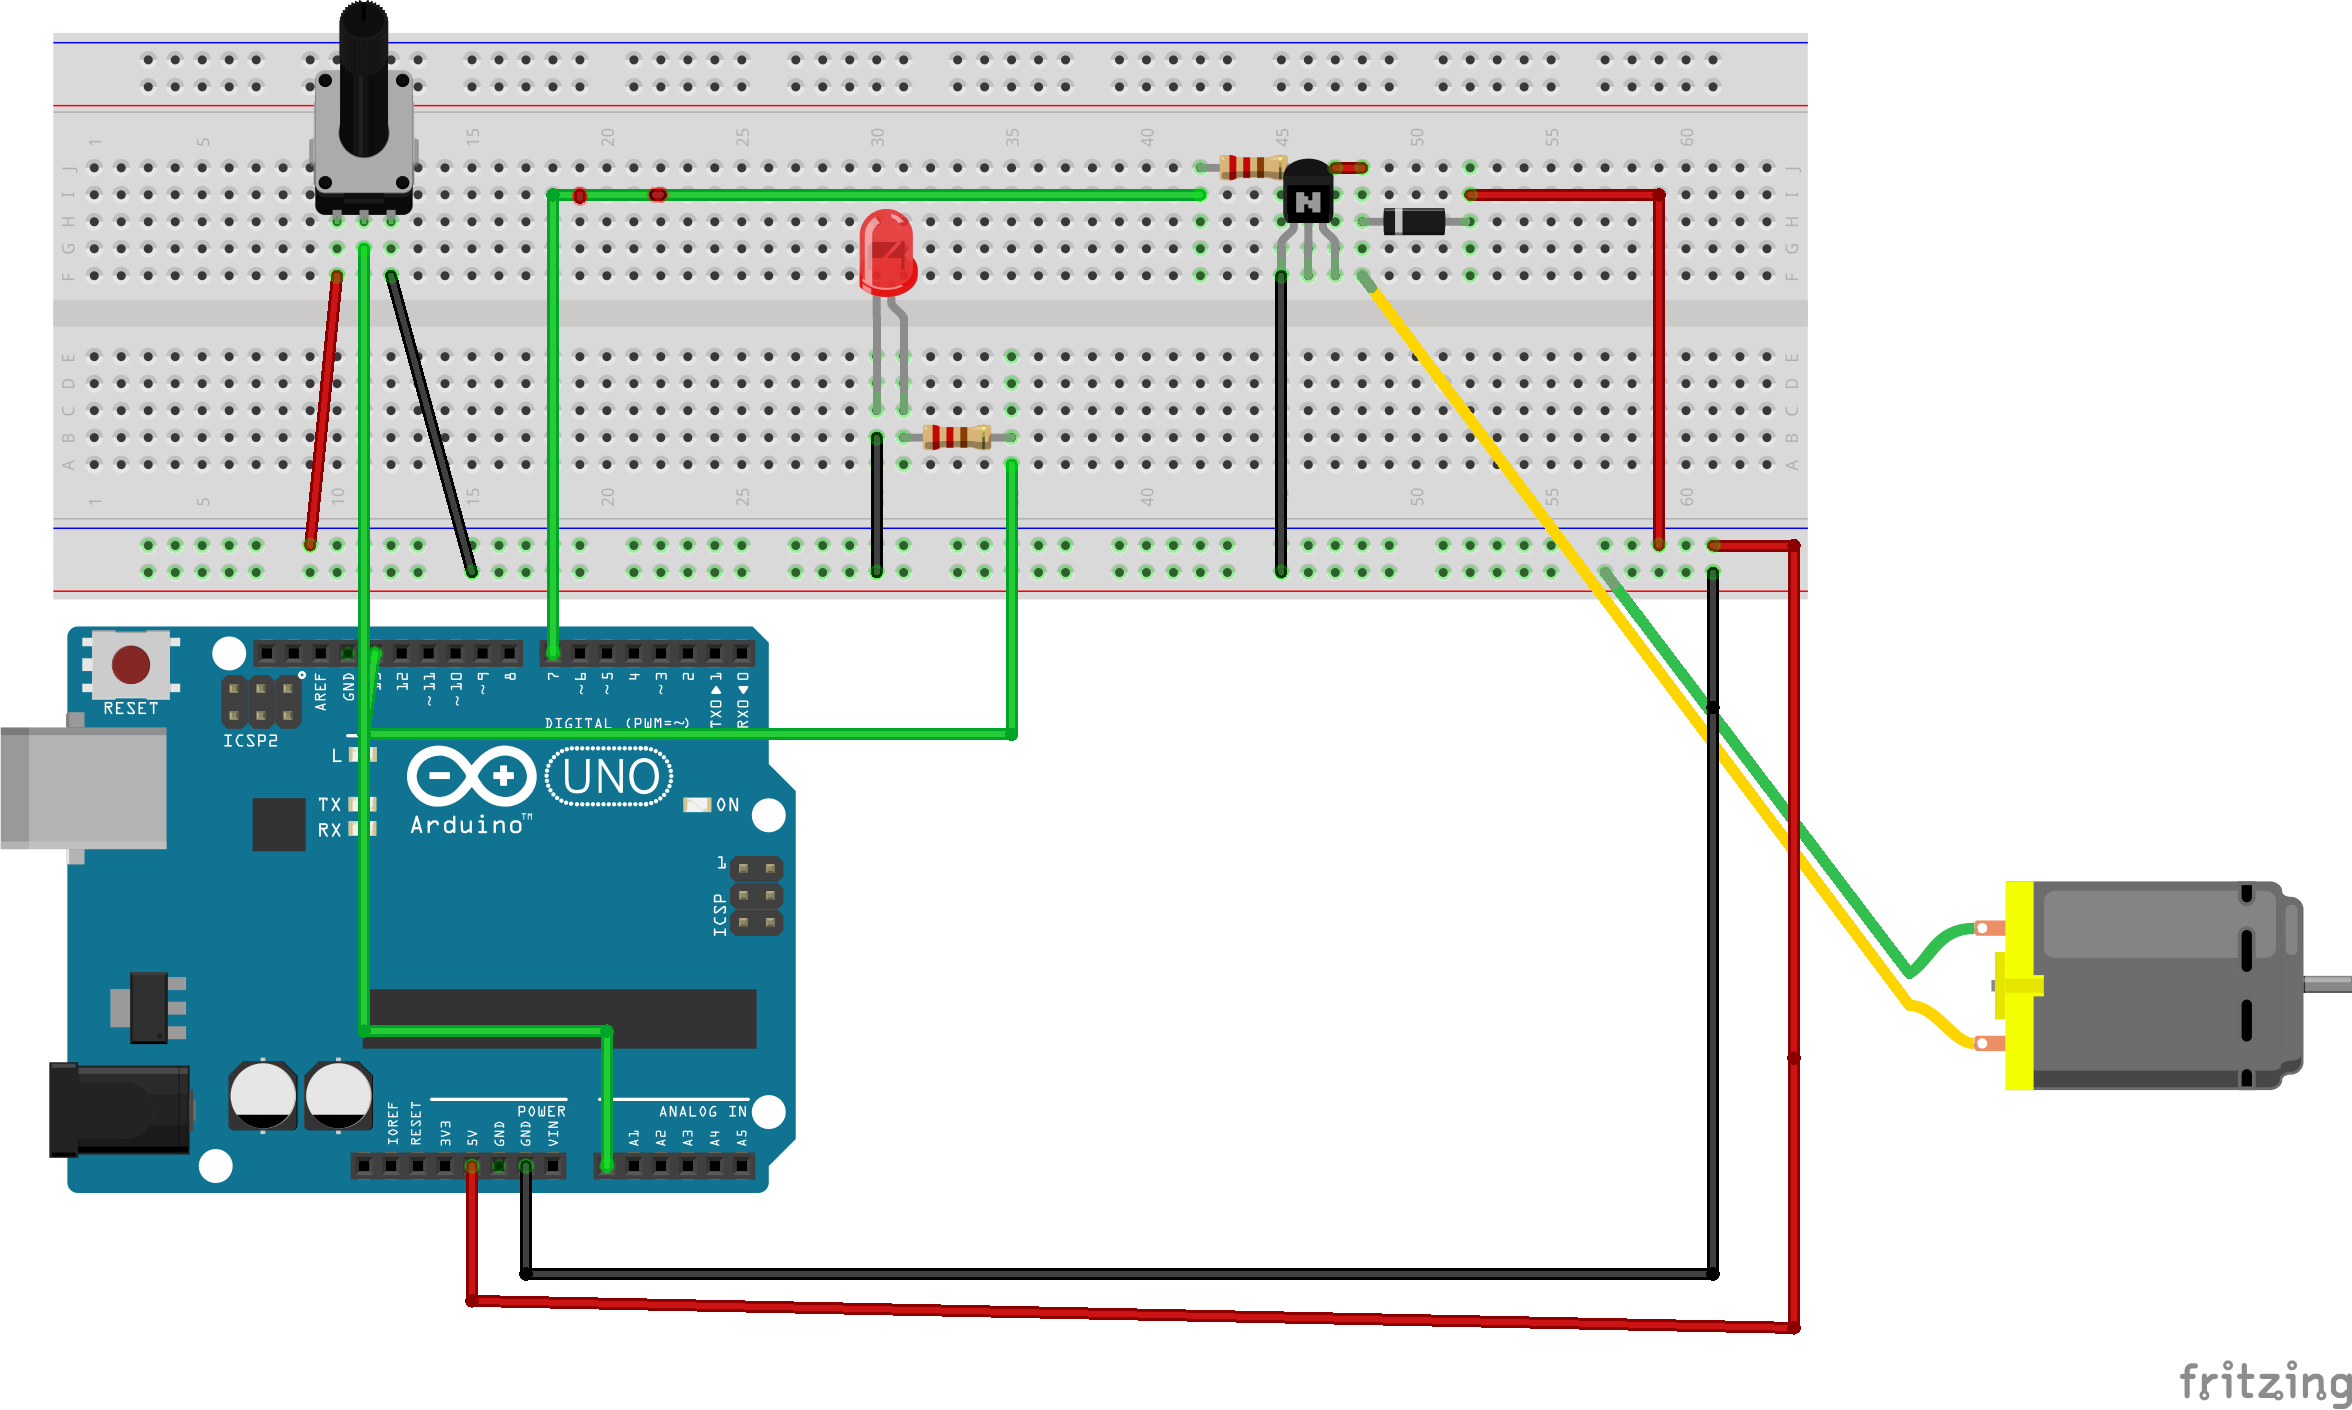 1 5 15 20 25 30 35 40 45 50 55 60
J J
I I
H H
G G
F F
E E
D D
C C
B B
A A
1 5 10 15 20 25 40 50 55 60
N
RESET
ICSP2
AREF GND 13 12 ~11 ~10 ~9 8 7 ~6 ~5 4 ~3 2 TXD▶1 RXD◀0
DIGITAL (PWM=~)
L
TX
RX
UNO
Arduino™
ON
1
ICSP
POWER ANALOG IN
IOREF RESET 3V3 5V GND GND VIN A1 A2 A3 A4 A5
fritzing